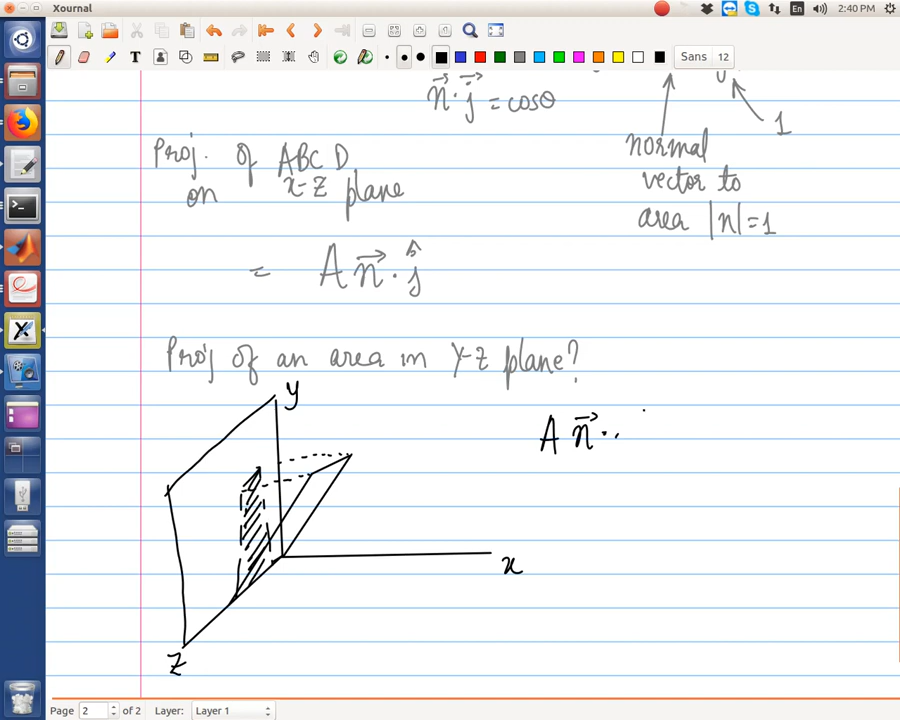 Xournal
En
2:40 PM
Sans 12
n⃗ · j⃗ = cosθ
1
Proj. of ABCD
on x-z plane
normal
vector to
area |n|=1
= A n⃗ · ĵ
Proj of an area in Y-Z plane?
y
A n⃗ ·
x
z
Page 2 of 2 Layer: Layer 1